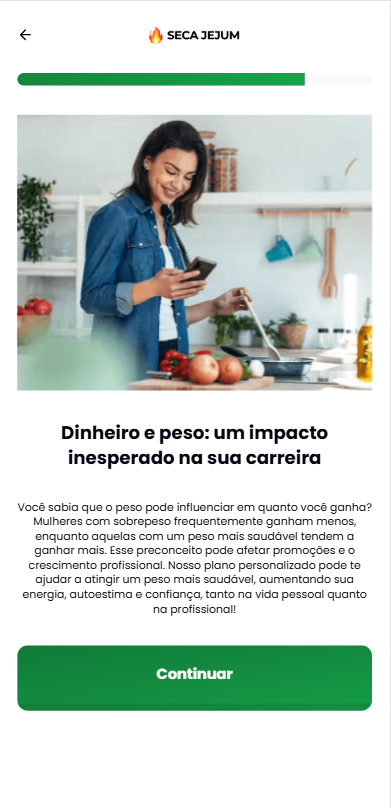 SECA JEJUM
Dinheiro e peso: um impacto
inesperado na sua carreira
Você sabia que o peso pode influenciar em quanto você ganha?
Mulheres com sobrepeso frequentemente ganham menos,
enquanto aquelas com um peso mais saudável tendem a
ganhar mais. Esse preconceito pode afetar promoções e o
crescimento profissional. Nosso plano personalizado pode te
ajudar a atingir um peso mais saudável, aumentando sua
energia, autoestima e confiança, tanto na vida pessoal quanto
na profissional!
Continuar